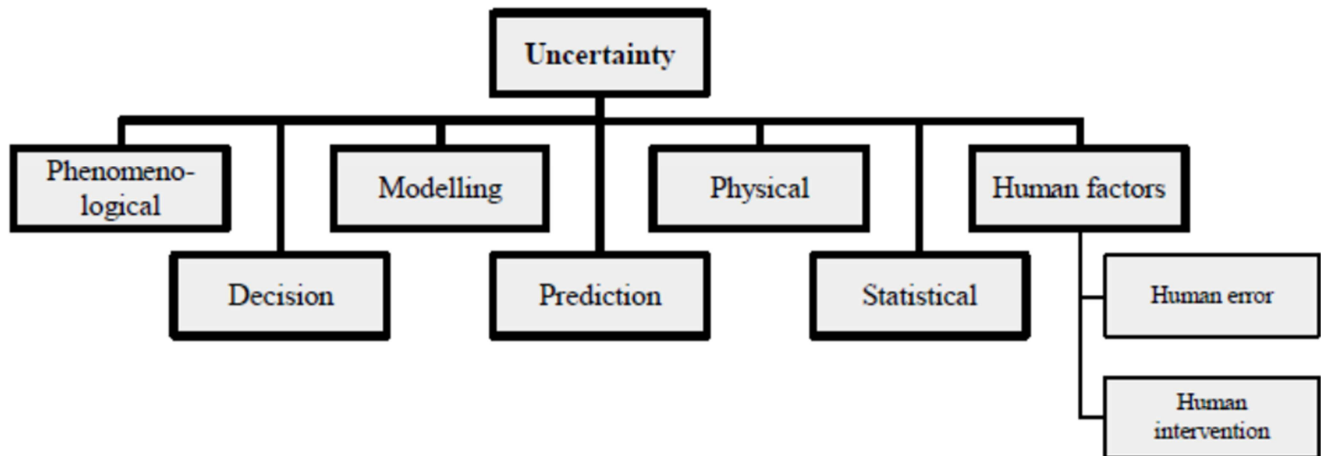 Uncertainty
Phenomeno-
logical
Modelling
Physical
Human factors
Decision
Prediction
Statistical
Human error
Human
intervention